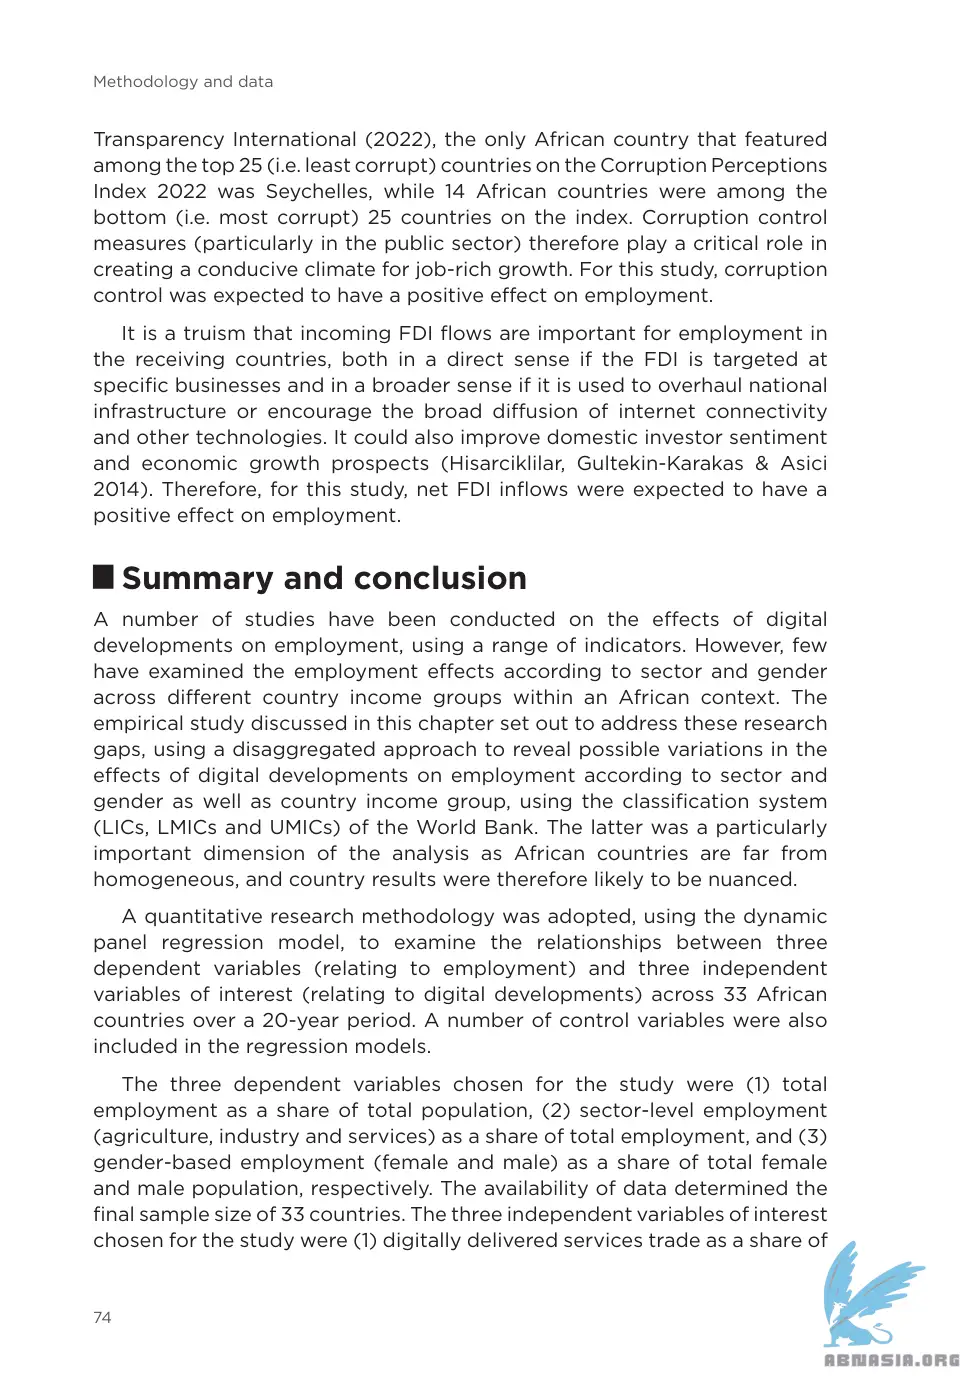 Methodology and data
Transparency International (2022), the only African country that featured
among the top 25 (i.e. least corrupt) countries on the Corruption Perceptions
Index 2022 was Seychelles, while 14 African countries were among the
bottom (i.e. most corrupt) 25 countries on the index. Corruption control
measures (particularly in the public sector) therefore play a critical role in
creating a conducive climate for job-rich growth. For this study, corruption
control was expected to have a positive effect on employment.
It is a truism that incoming FDI flows are important for employment in
the receiving countries, both in a direct sense if the FDI is targeted at
specific businesses and in a broader sense if it is used to overhaul national
infrastructure or encourage the broad diffusion of internet connectivity
and other technologies. It could also improve domestic investor sentiment
and economic growth prospects (Hisarciklilar, Gultekin-Karakas & Asici
2014). Therefore, for this study, net FDI inflows were expected to have a
positive effect on employment.
Summary and conclusion
A number of studies have been conducted on the effects of digital
developments on employment, using a range of indicators. However, few
have examined the employment effects according to sector and gender
across different country income groups within an African context. The
empirical study discussed in this chapter set out to address these research
gaps, using a disaggregated approach to reveal possible variations in the
effects of digital developments on employment according to sector and
gender as well as country income group, using the classification system
(LICs, LMICs and UMICs) of the World Bank. The latter was a particularly
important dimension of the analysis as African countries are far from
homogeneous, and country results were therefore likely to be nuanced.
A quantitative research methodology was adopted, using the dynamic
panel regression model, to examine the relationships between three
dependent variables (relating to employment) and three independent
variables of interest (relating to digital developments) across 33 African
countries over a 20-year period. A number of control variables were also
included in the regression models.
The three dependent variables chosen for the study were (1) total
employment as a share of total population, (2) sector-level employment
(agriculture, industry and services) as a share of total employment, and (3)
gender-based employment (female and male) as a share of total female
and male population, respectively. The availability of data determined the
final sample size of 33 countries. The three independent variables of interest
chosen for the study were (1) digitally delivered services trade as a share of
74
ABNASIA.ORG